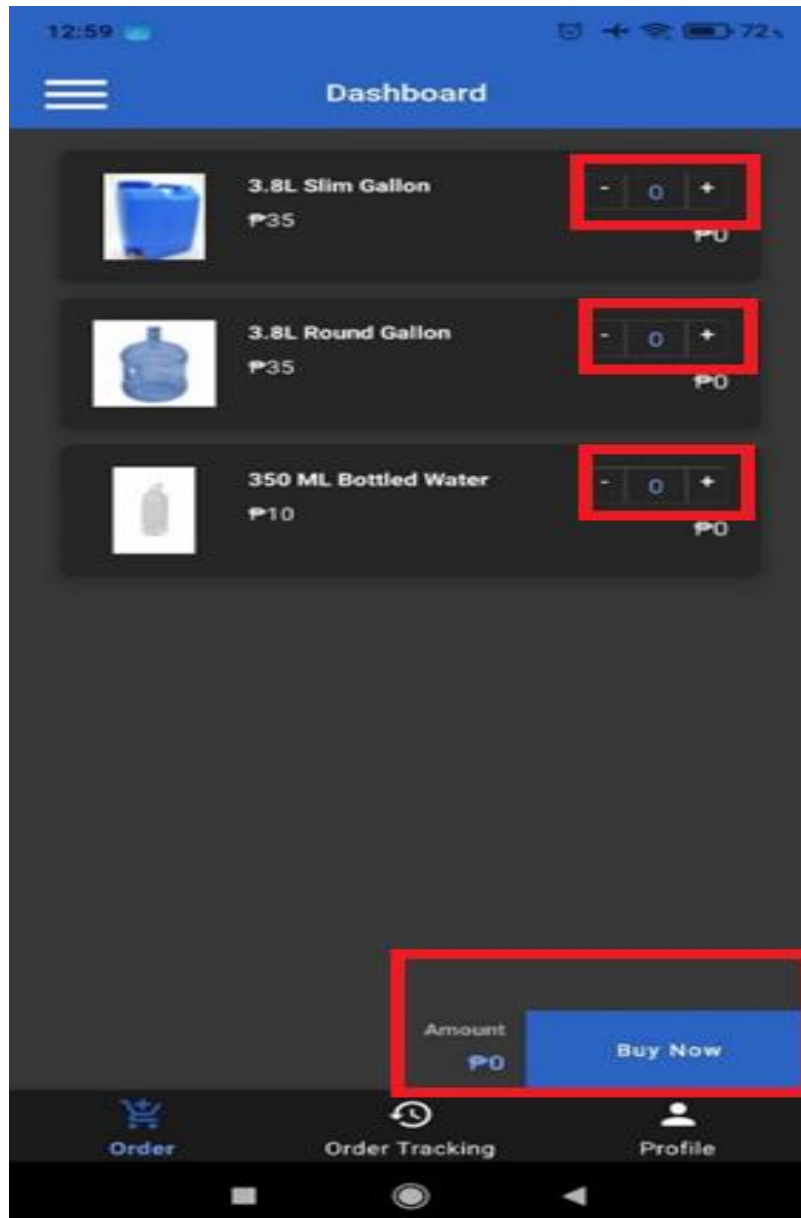 12:59 72%
Dashboard
3.8L Slim Gallon
- 0 +
₱35
₱0
3.8L Round Gallon
- 0 +
₱35
₱0
350 ML Bottled Water
- 0 +
₱10
₱0
Amount
₱0
Buy Now
Order
Order Tracking
Profile